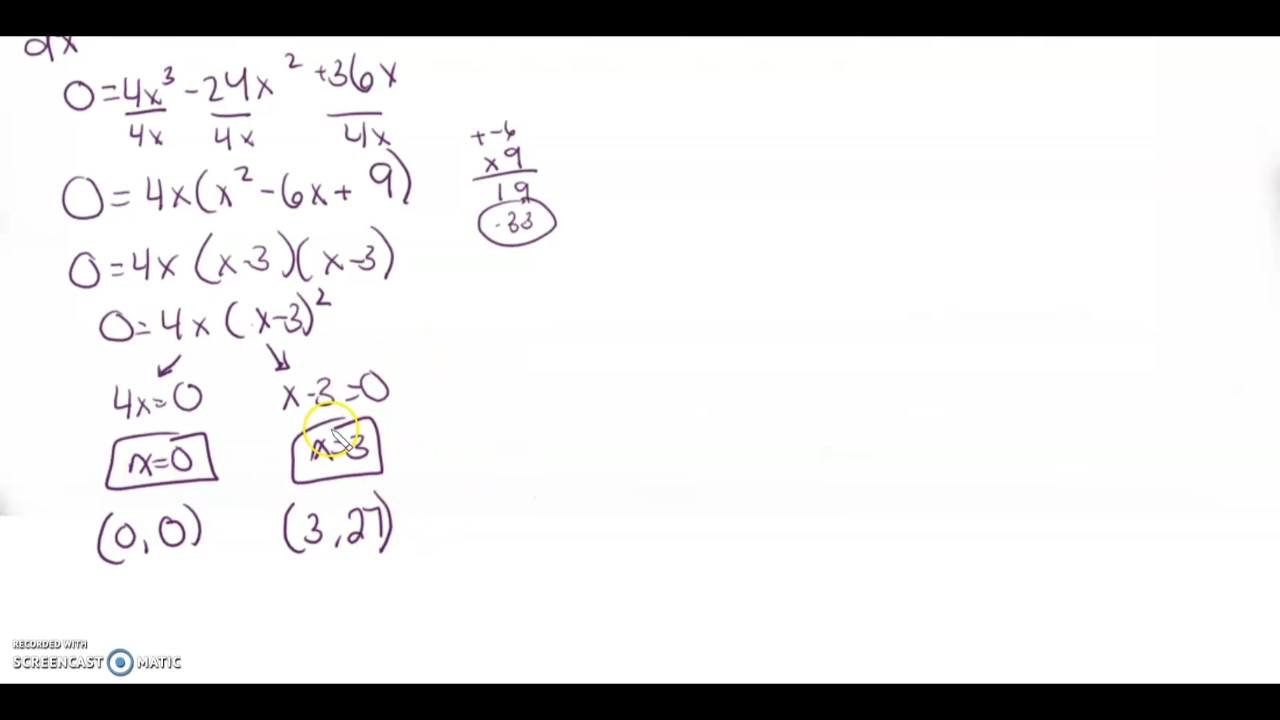 dx
0=4x³-24x²+36x
4x 4x 4x
0=4x(x²-6x+9)
0=4x(x-3)(x-3)
0=4x(x-3)²
4x=0 x-3=0
x=0 x=3
(0,0) (3,27)
+-6
x9
19
-33
RECORDED WITH
SCREENCAST MATIC